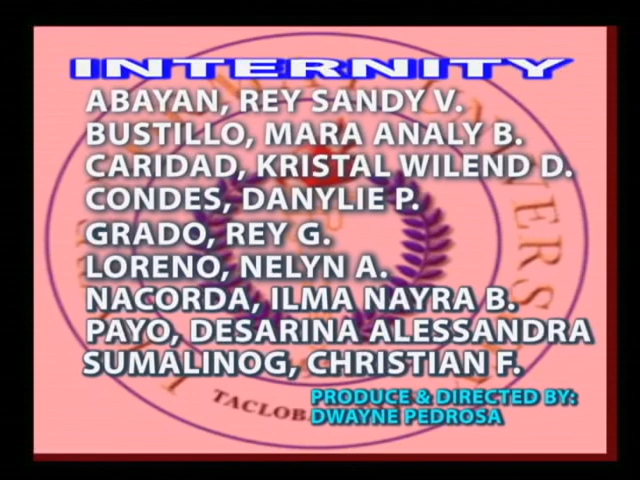 INTERNITY
ABAYAN, REY SANDY V.
BUSTILLO, MARA ANALY B.
CARIDAD, KRISTAL WILEND D.
CONDES, DANYLIE P.
GRADO, REY G.
LORENO, NELYN A.
NACORDA, ILMA NAYRA B.
PAYO, DESARINA ALESSANDRA
SUMALINOG, CHRISTIAN F.
PRODUCE & DIRECTED BY:
DWAYNE PEDROSA